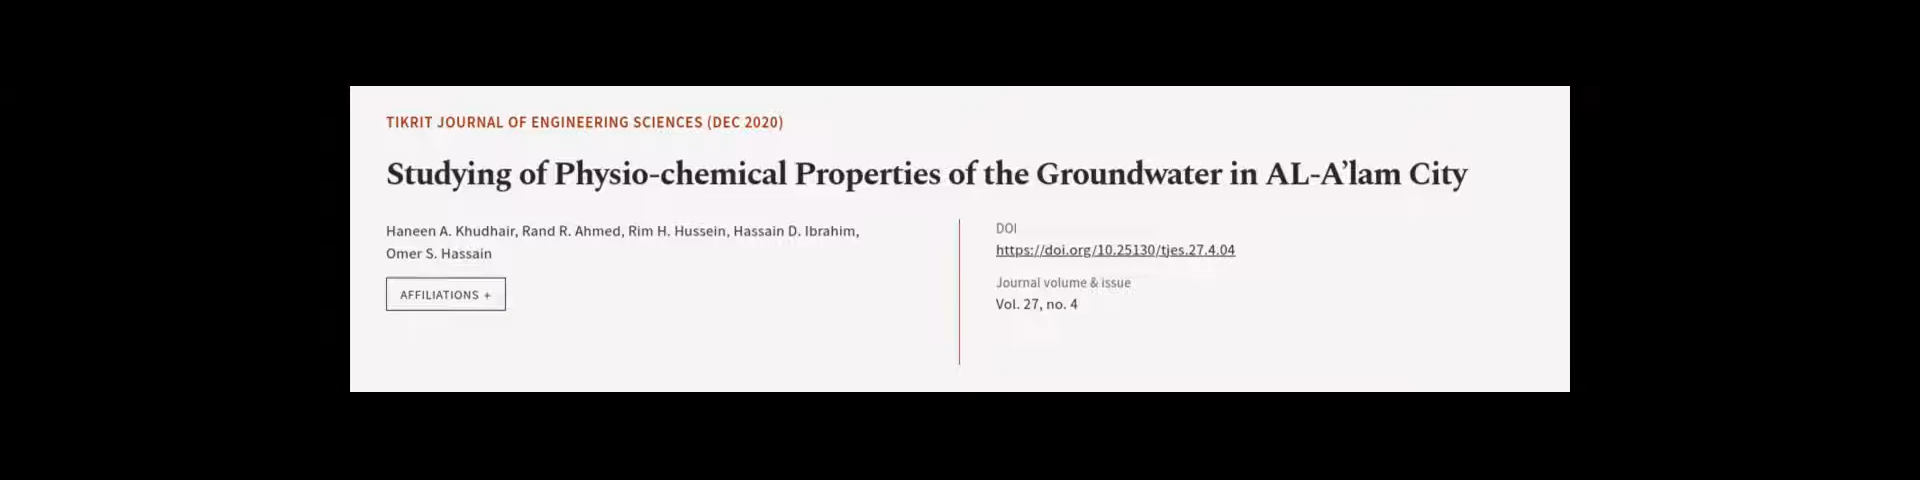 TIKRIT JOURNAL OF ENGINEERING SCIENCES (DEC 2020)
Studying of Physio-chemical Properties of the Groundwater in AL-A’lam City
Haneen A. Khudhair, Rand R. Ahmed, Rim H. Hussein, Hassain D. Ibrahim,
Omer S. Hassain
AFFILIATIONS +
DOI
https://doi.org/10.25130/tjes.27.4.04
Journal volume & issue
Vol. 27, no. 4